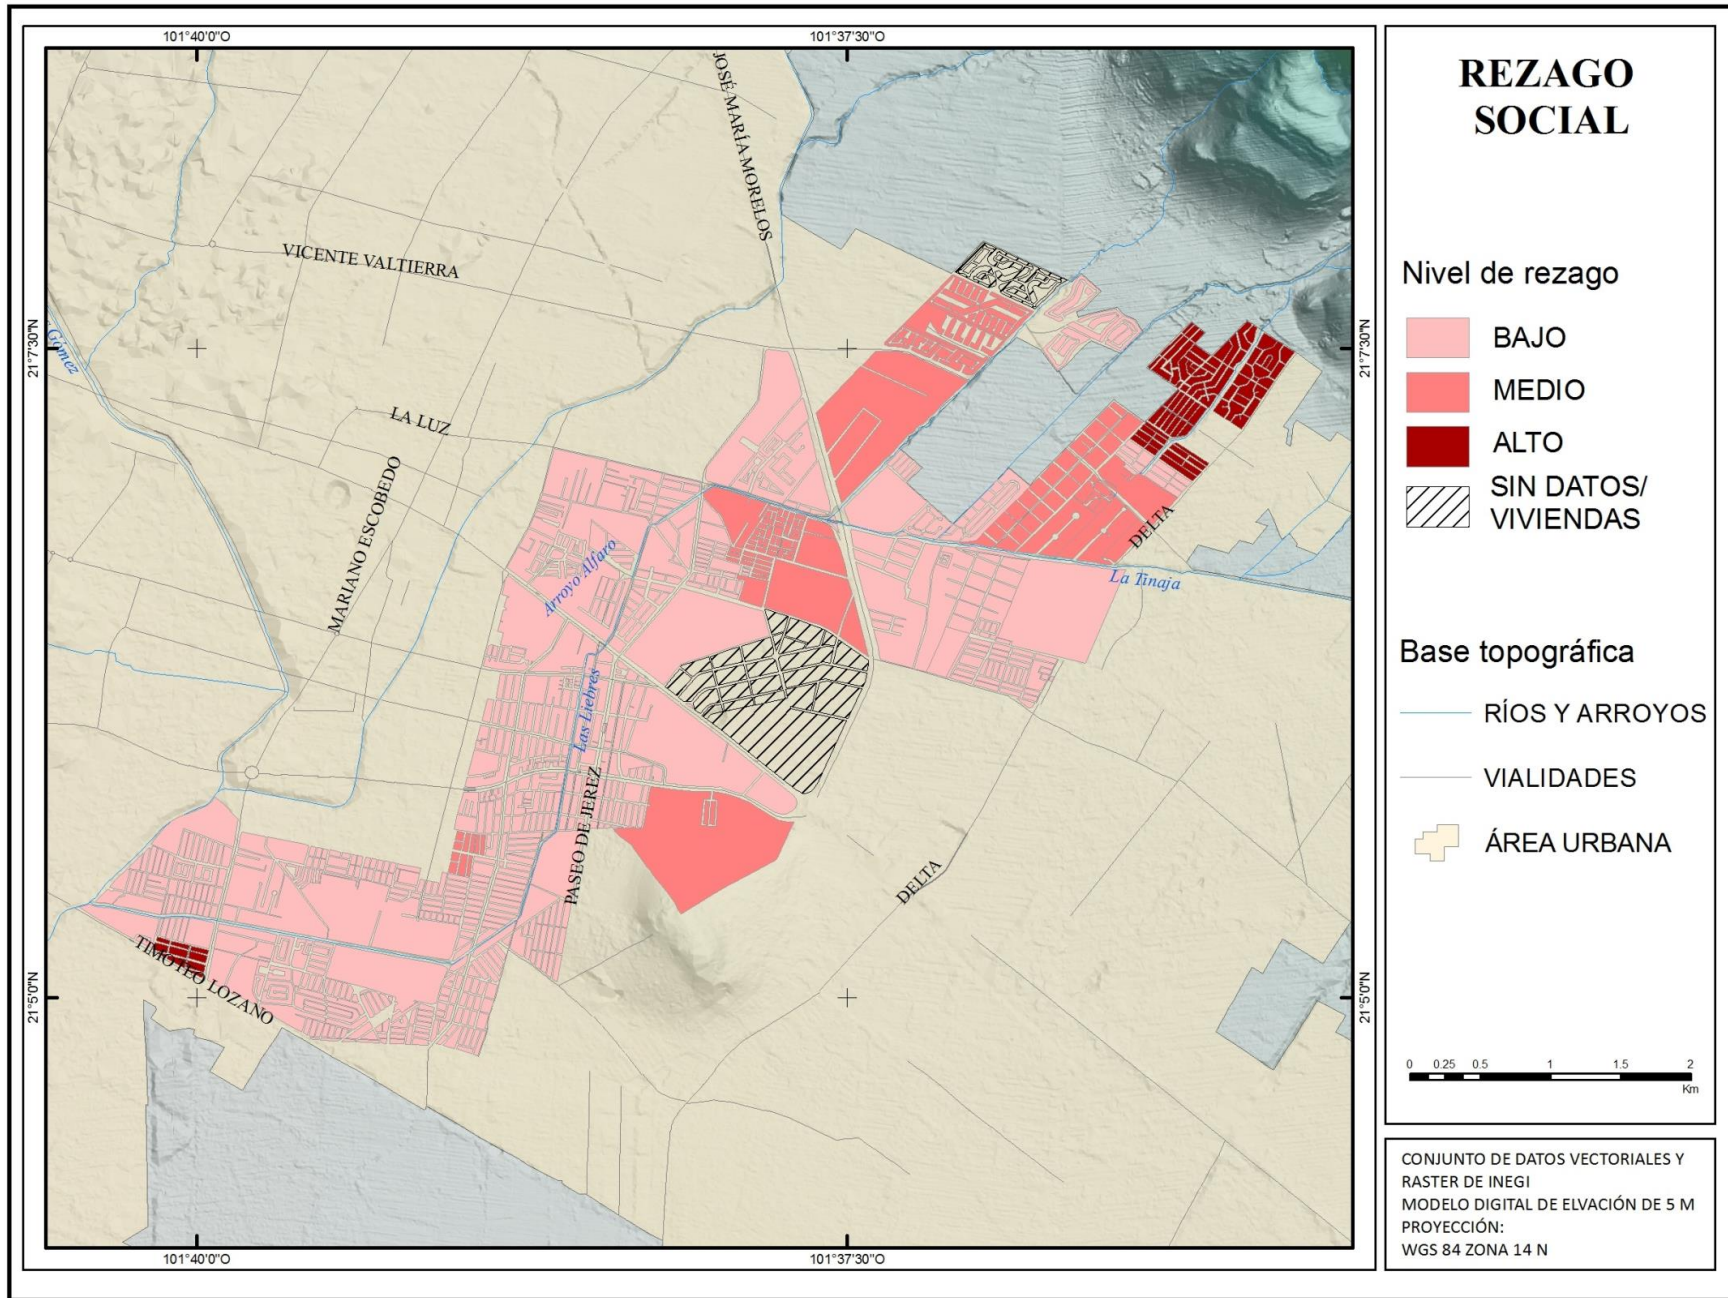 101°40'0"O
101°37'30"O
JOSÉ MARÍA MORELOS
VICENTE VALTIERRA
21°7'30"N
21°7'30"N
Gómez
LA LUZ
MARIANO ESCOBEDO
Arroyo Alfaro
DELTA
La Tinaja
Las Liebres
PASEO DE JEREZ
DELTA
TIMOTEO LOZANO
21°5'0"N
21°5'0"N
101°40'0"O
101°37'30"O
REZAGO
SOCIAL
Nivel de rezago
BAJO
MEDIO
ALTO
SIN DATOS/
VIVIENDAS
Base topográfica
RÍOS Y ARROYOS
VIALIDADES
ÁREA URBANA
0 0.25 0.5 1 1.5 2
Km
CONJUNTO DE DATOS VECTORIALES Y
RASTER DE INEGI
MODELO DIGITAL DE ELVACIÓN DE 5 M
PROYECCIÓN:
WGS 84 ZONA 14 N